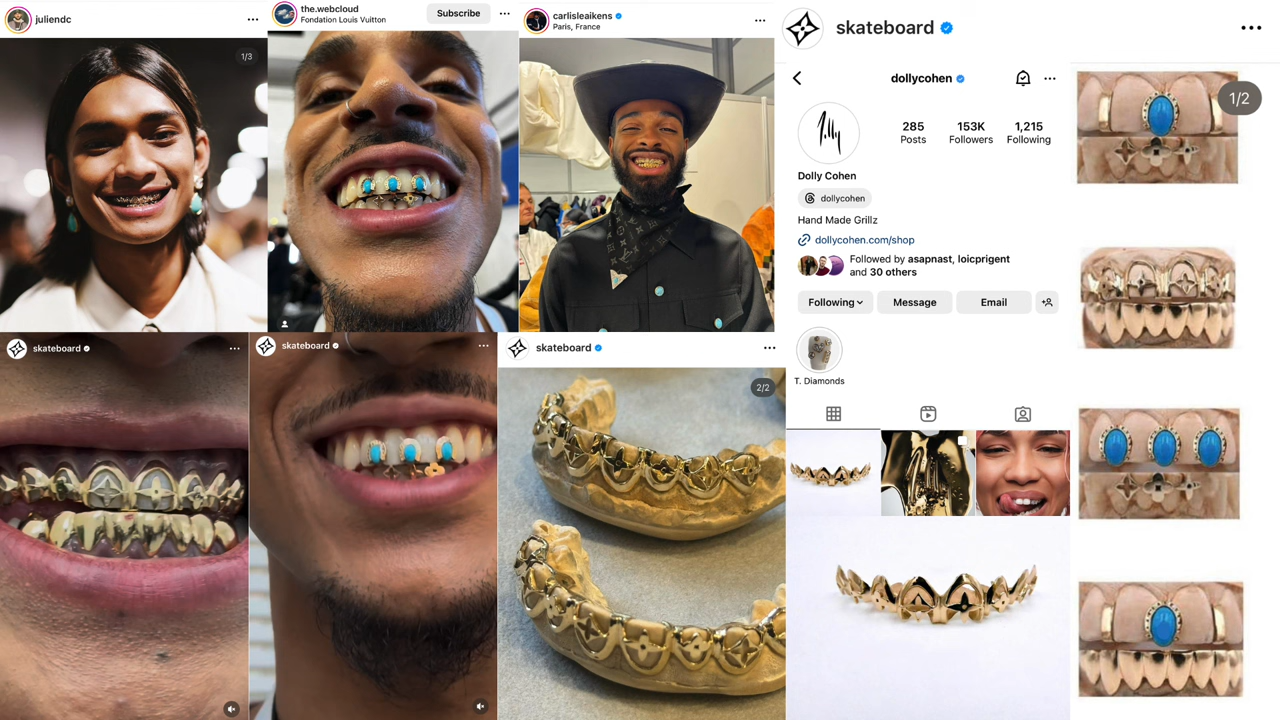 juliendc
1/3
the.webcloud
Fondation Louis Vuitton
Subscribe
carlisleaikens
Paris, France
skateboard
skateboard
skateboard
2/2
skateboard
dollycohen
285
Posts
153K
Followers
1,215
Following
Dolly Cohen
dollycohen
Hand Made Grillz
dollycohen.com/shop
Followed by asapnast, loicprigent
and 30 others
Following
Message
Email
T. Diamonds
1/2